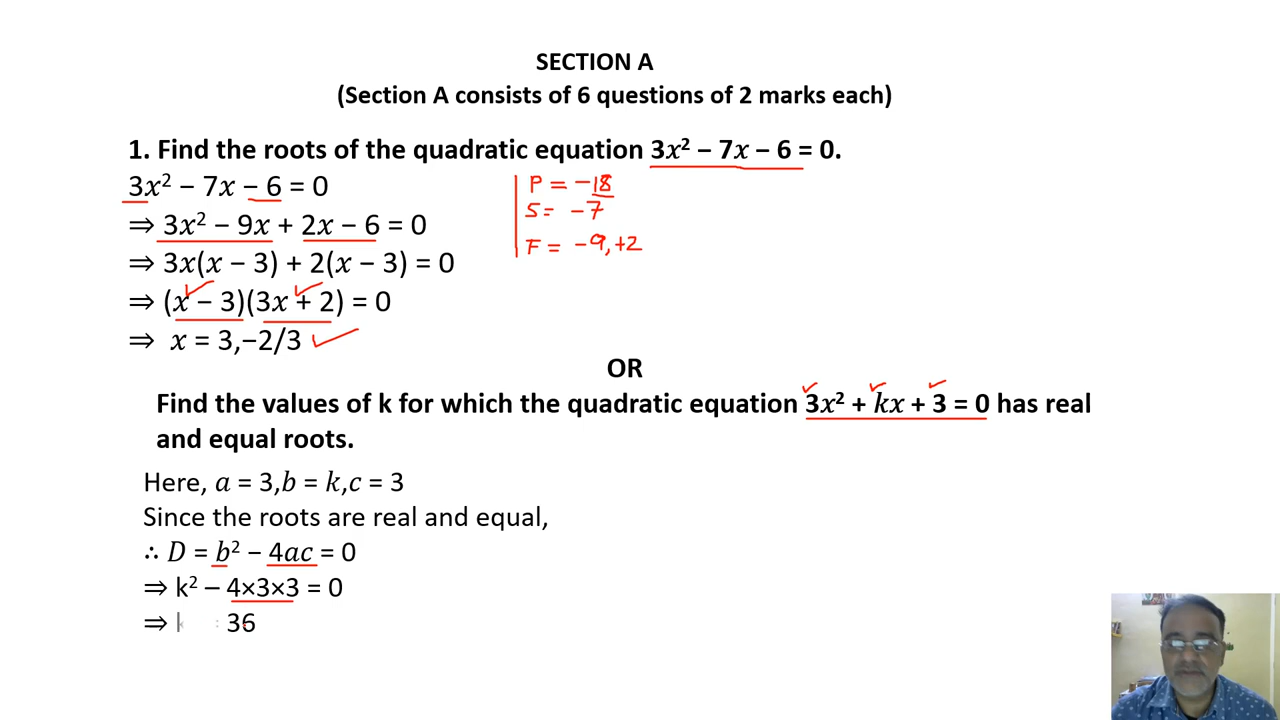 SECTION A
(Section A consists of 6 questions of 2 marks each)
1. Find the roots of the quadratic equation 3x² − 7x − 6 = 0.
3x² − 7x − 6 = 0
P = −18
⇒ 3x² − 9x + 2x − 6 = 0
S = −7
F = −9, +2
⇒ 3x(x − 3) + 2(x − 3) = 0
⇒ (x − 3)(3x + 2) = 0
⇒ x = 3,−2/3
OR
Find the values of k for which the quadratic equation 3x² + kx + 3 = 0 has real
and equal roots.
Here, a = 3,b = k,c = 3
Since the roots are real and equal,
∴ D = b² − 4ac = 0
⇒ k² − 4×3×3 = 0
⇒ 36